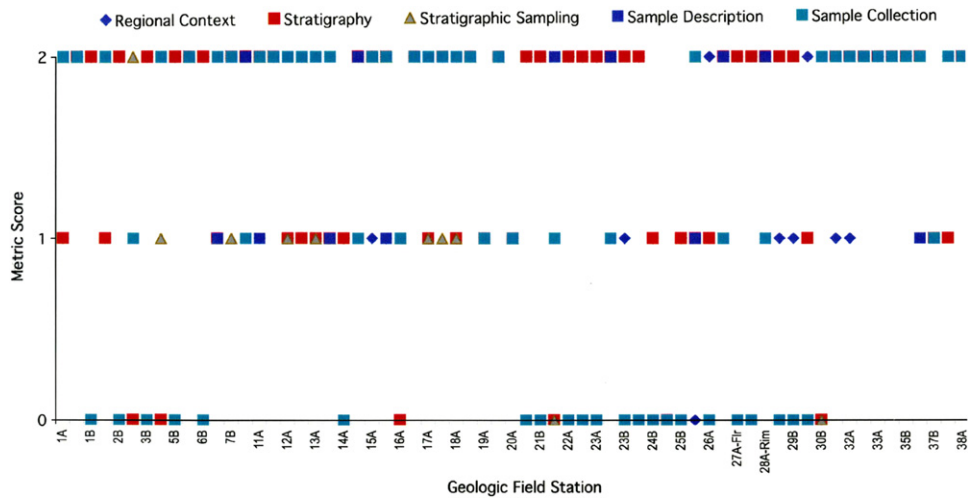 Regional Context Stratigraphy Stratigraphic Sampling Sample Description Sample Collection
2
Metric Score
1
0
1A 1B 2B 3B 5B 6B 7B 11A 12A 13A 14A 15A 16A 17A 18A 19A 20A 21B 22A 23A 23B 24B 25B 26A 27A-Flr 28A-Rim 29B 30B 32A 33A 35B 37B 38A
Geologic Field Station